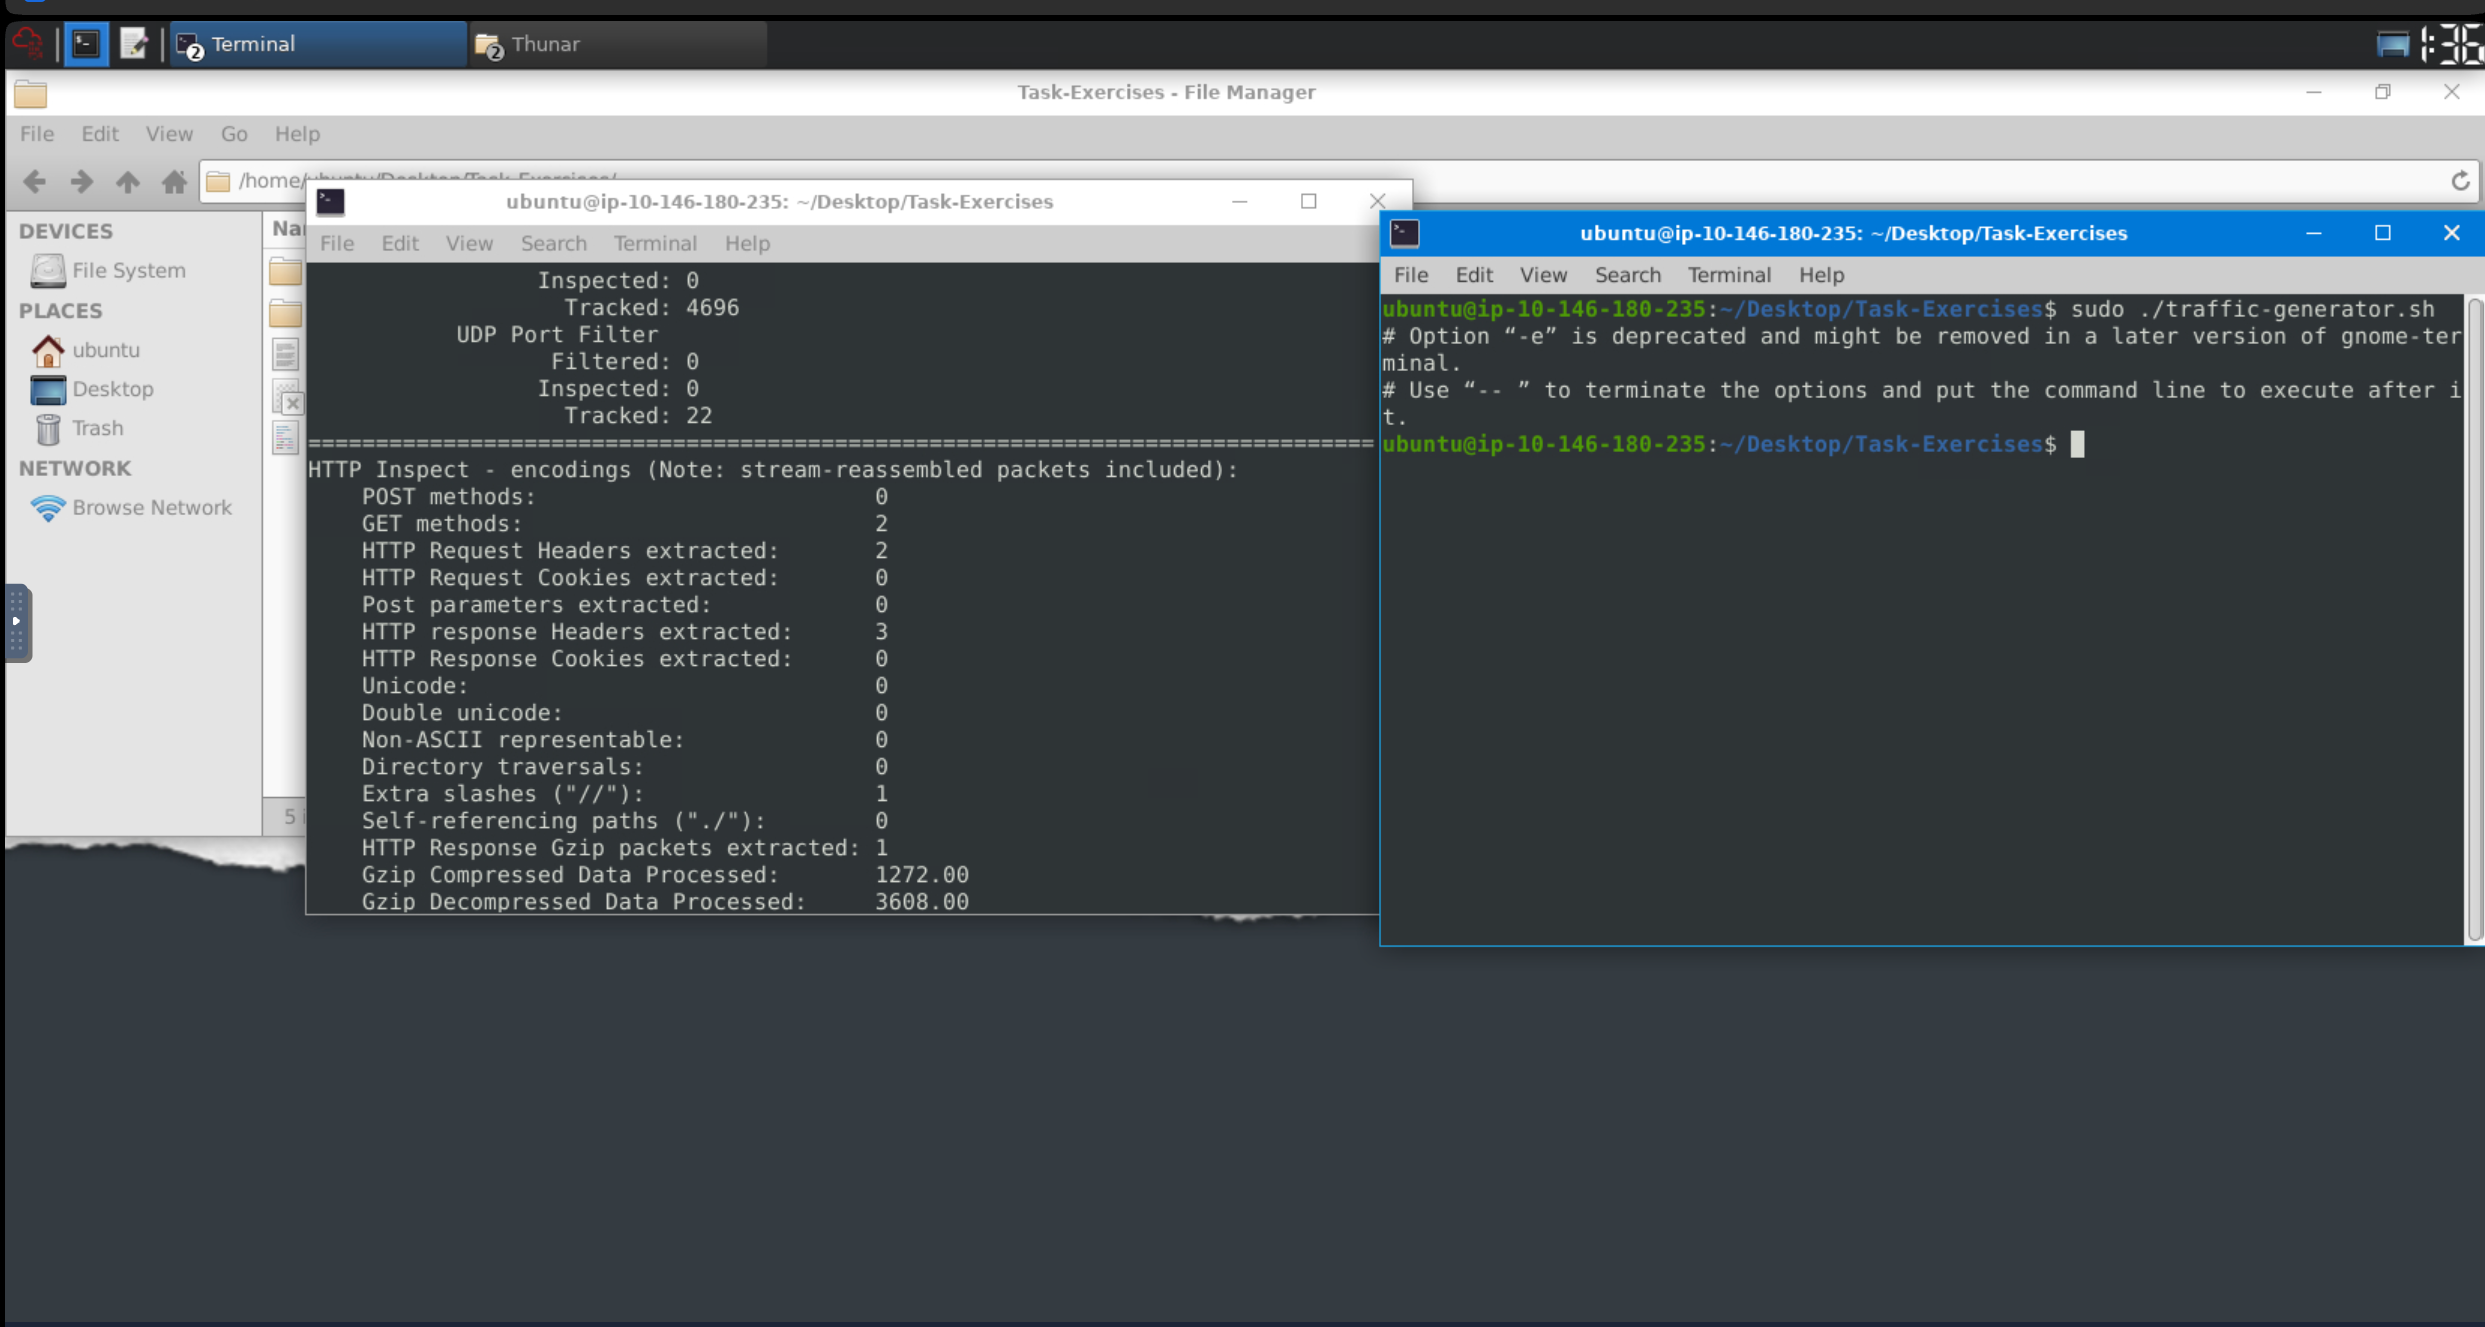 Terminal
Thunar
1:36
Task-Exercises - File Manager
File Edit View Go Help
/home/ubuntu/Desktop/Task-Exercises/
DEVICES
File System
PLACES
ubuntu
Desktop
Trash
NETWORK
Browse Network
Na
5 i
ubuntu@ip-10-146-180-235: ~/Desktop/Task-Exercises
File Edit View Search Terminal Help
Inspected: 0
Tracked: 4696
UDP Port Filter
Filtered: 0
Inspected: 0
Tracked: 22
===============================================================================
HTTP Inspect - encodings (Note: stream-reassembled packets included):
POST methods: 0
GET methods: 2
HTTP Request Headers extracted: 2
HTTP Request Cookies extracted: 0
Post parameters extracted: 0
HTTP response Headers extracted: 3
HTTP Response Cookies extracted: 0
Unicode: 0
Double unicode: 0
Non-ASCII representable: 0
Directory traversals: 0
Extra slashes ("//"): 1
Self-referencing paths ("./"): 0
HTTP Response Gzip packets extracted: 1
Gzip Compressed Data Processed: 1272.00
Gzip Decompressed Data Processed: 3608.00
ubuntu@ip-10-146-180-235: ~/Desktop/Task-Exercises
File Edit View Search Terminal Help
ubuntu@ip-10-146-180-235:~/Desktop/Task-Exercises$ sudo ./traffic-generator.sh
# Option “-e” is deprecated and might be removed in a later version of gnome-ter
minal.
# Use “-- ” to terminate the options and put the command line to execute after i
t.
ubuntu@ip-10-146-180-235:~/Desktop/Task-Exercises$